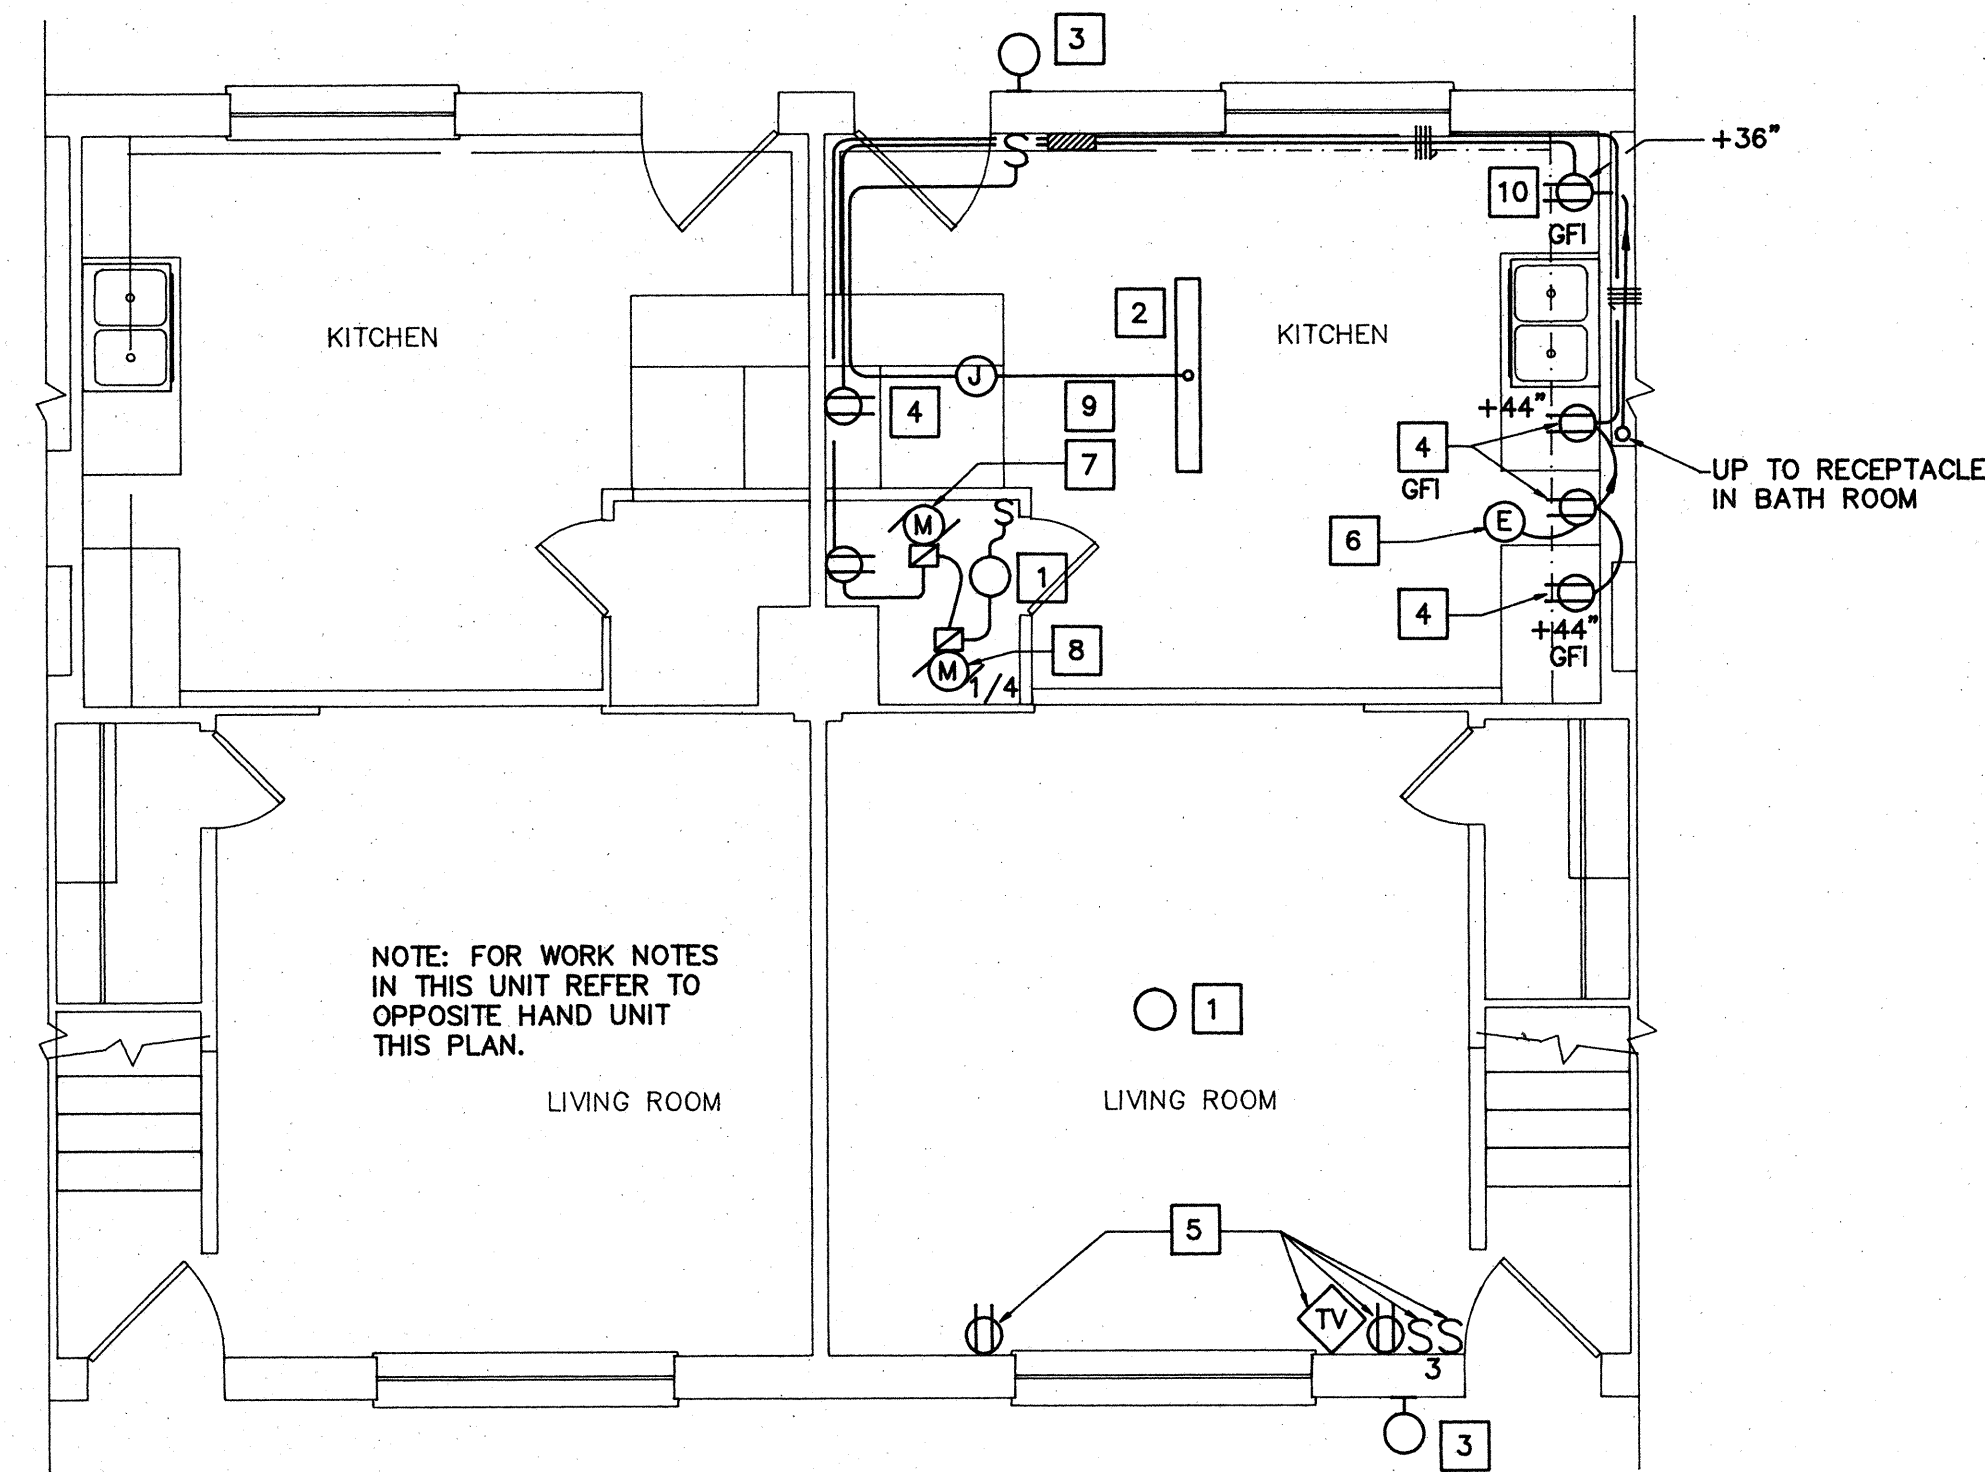 3
+36"
S
10
GFI
2
KITCHEN
KITCHEN
J
9
4
+44"
4
GFI
7
UP TO RECEPTACLE
IN BATH ROOM
M
S
E
6
1
4
+44"
GFI
8
M
1/4
NOTE: FOR WORK NOTES
IN THIS UNIT REFER TO
OPPOSITE HAND UNIT
THIS PLAN.
1
LIVING ROOM
LIVING ROOM
5
TV
S S
3
3